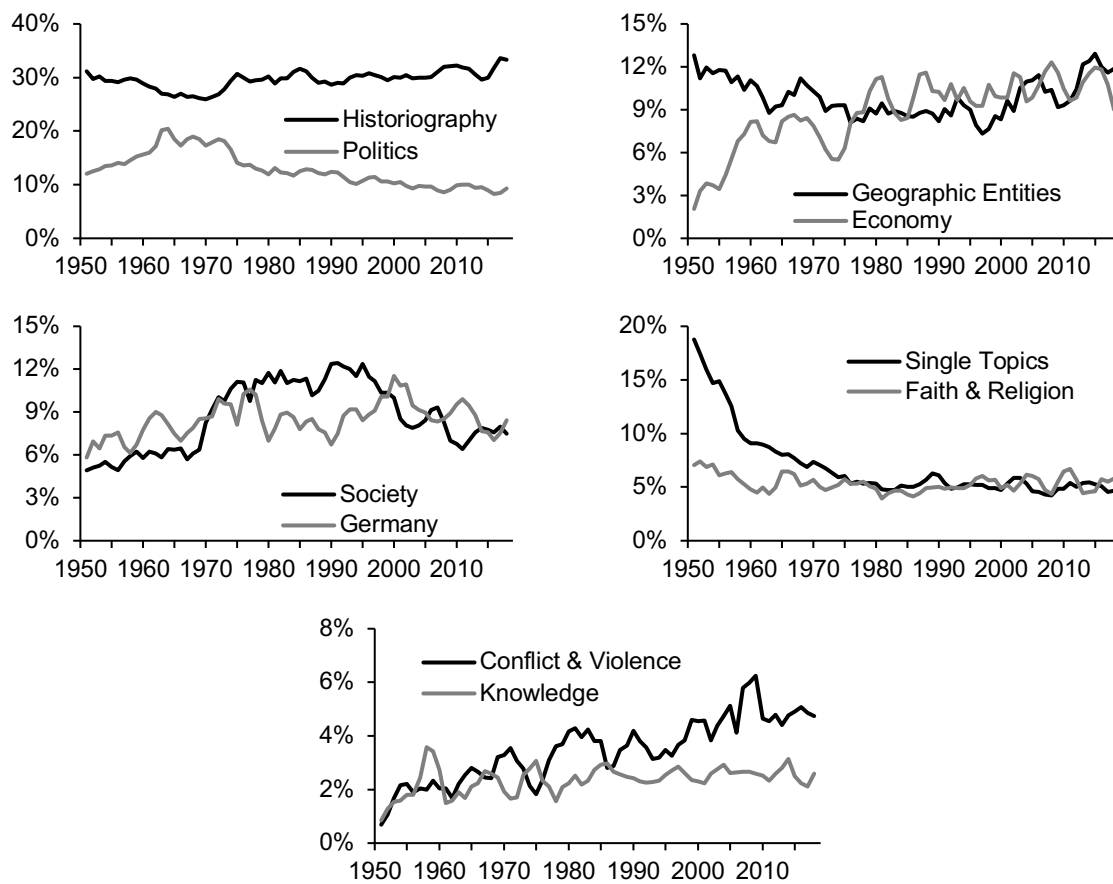 40%
30%
20%
10%
0%
Historiography
Politics
1950 1960 1970 1980 1990 2000 2010
15%
12%
9%
6%
3%
0%
Geographic Entities
Economy
1950 1960 1970 1980 1990 2000 2010
15%
12%
9%
6%
3%
0%
Society
Germany
1950 1960 1970 1980 1990 2000 2010
20%
15%
10%
5%
0%
Single Topics
Faith & Religion
1950 1960 1970 1980 1990 2000 2010
8%
6%
4%
2%
0%
Conflict & Violence
Knowledge
1950 1960 1970 1980 1990 2000 2010